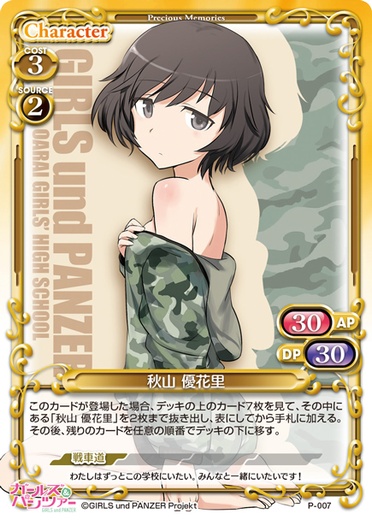 Precious Memories
Character
COST
3
SOURCE
2
GIRLS und PANZER
OARAI GIRLS' HIGH SCHOOL
30 AP
DP 30
秋山 優花里
このカードが登場した場合、デッキの上のカード7枚を見て、その中に
ある「秋山 優花里」を2枚まで抜き出し、表にしてから手札に加える。
その後、残りのカードを任意の順番でデッキの下に移す。
戦車道
わたしはずっとこの学校にいたい。みんなと一緒にいたいです!
ガールズ&パンツァー
GIRLS und PANZER
©GIRLS und PANZER Projekt
P-007